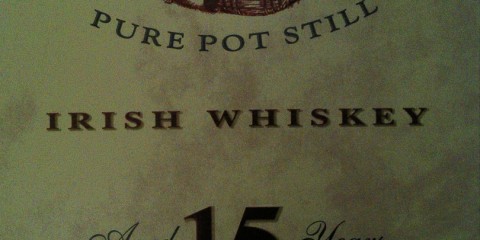 PURE POT STILL
IRISH WHISKEY
Aged 15 Years